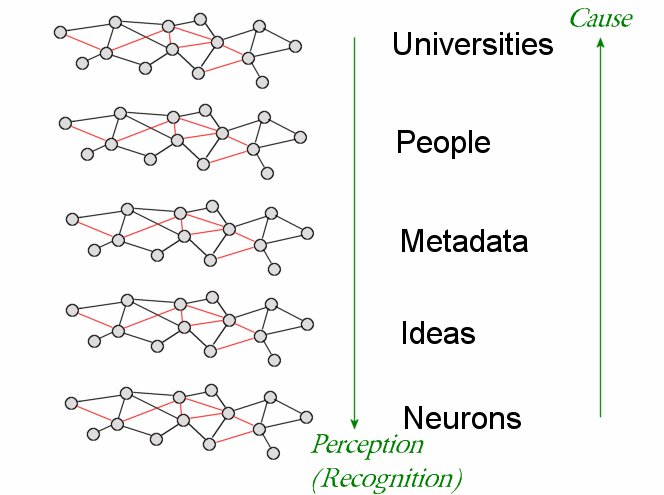 Cause
Universities
People
Metadata
Ideas
Neurons
Perception
(Recognition)